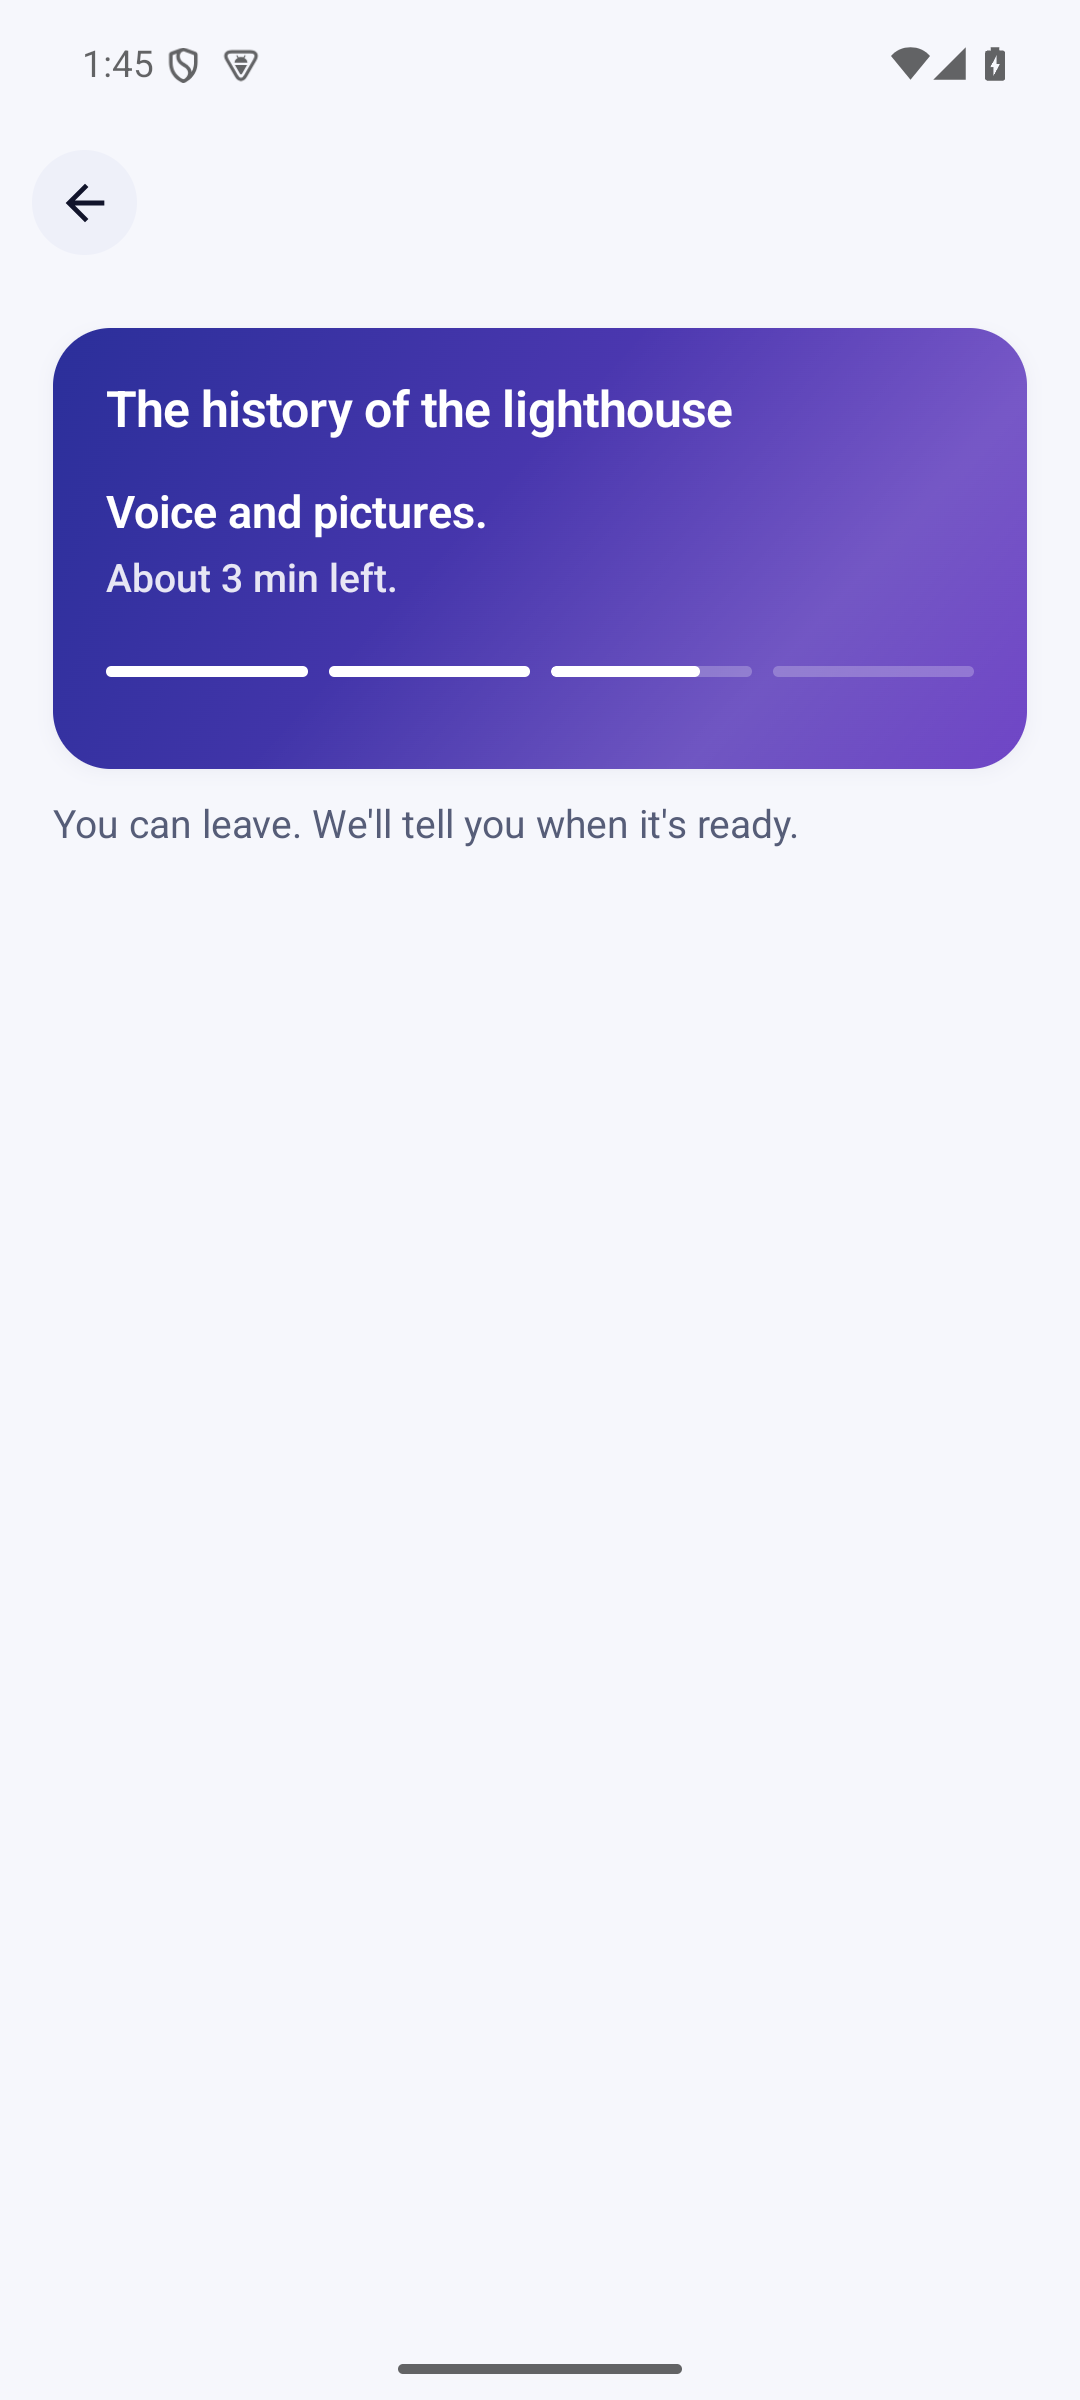 1:45
The history of the lighthouse
Voice and pictures.
About 3 min left.
You can leave. We'll tell you when it's ready.